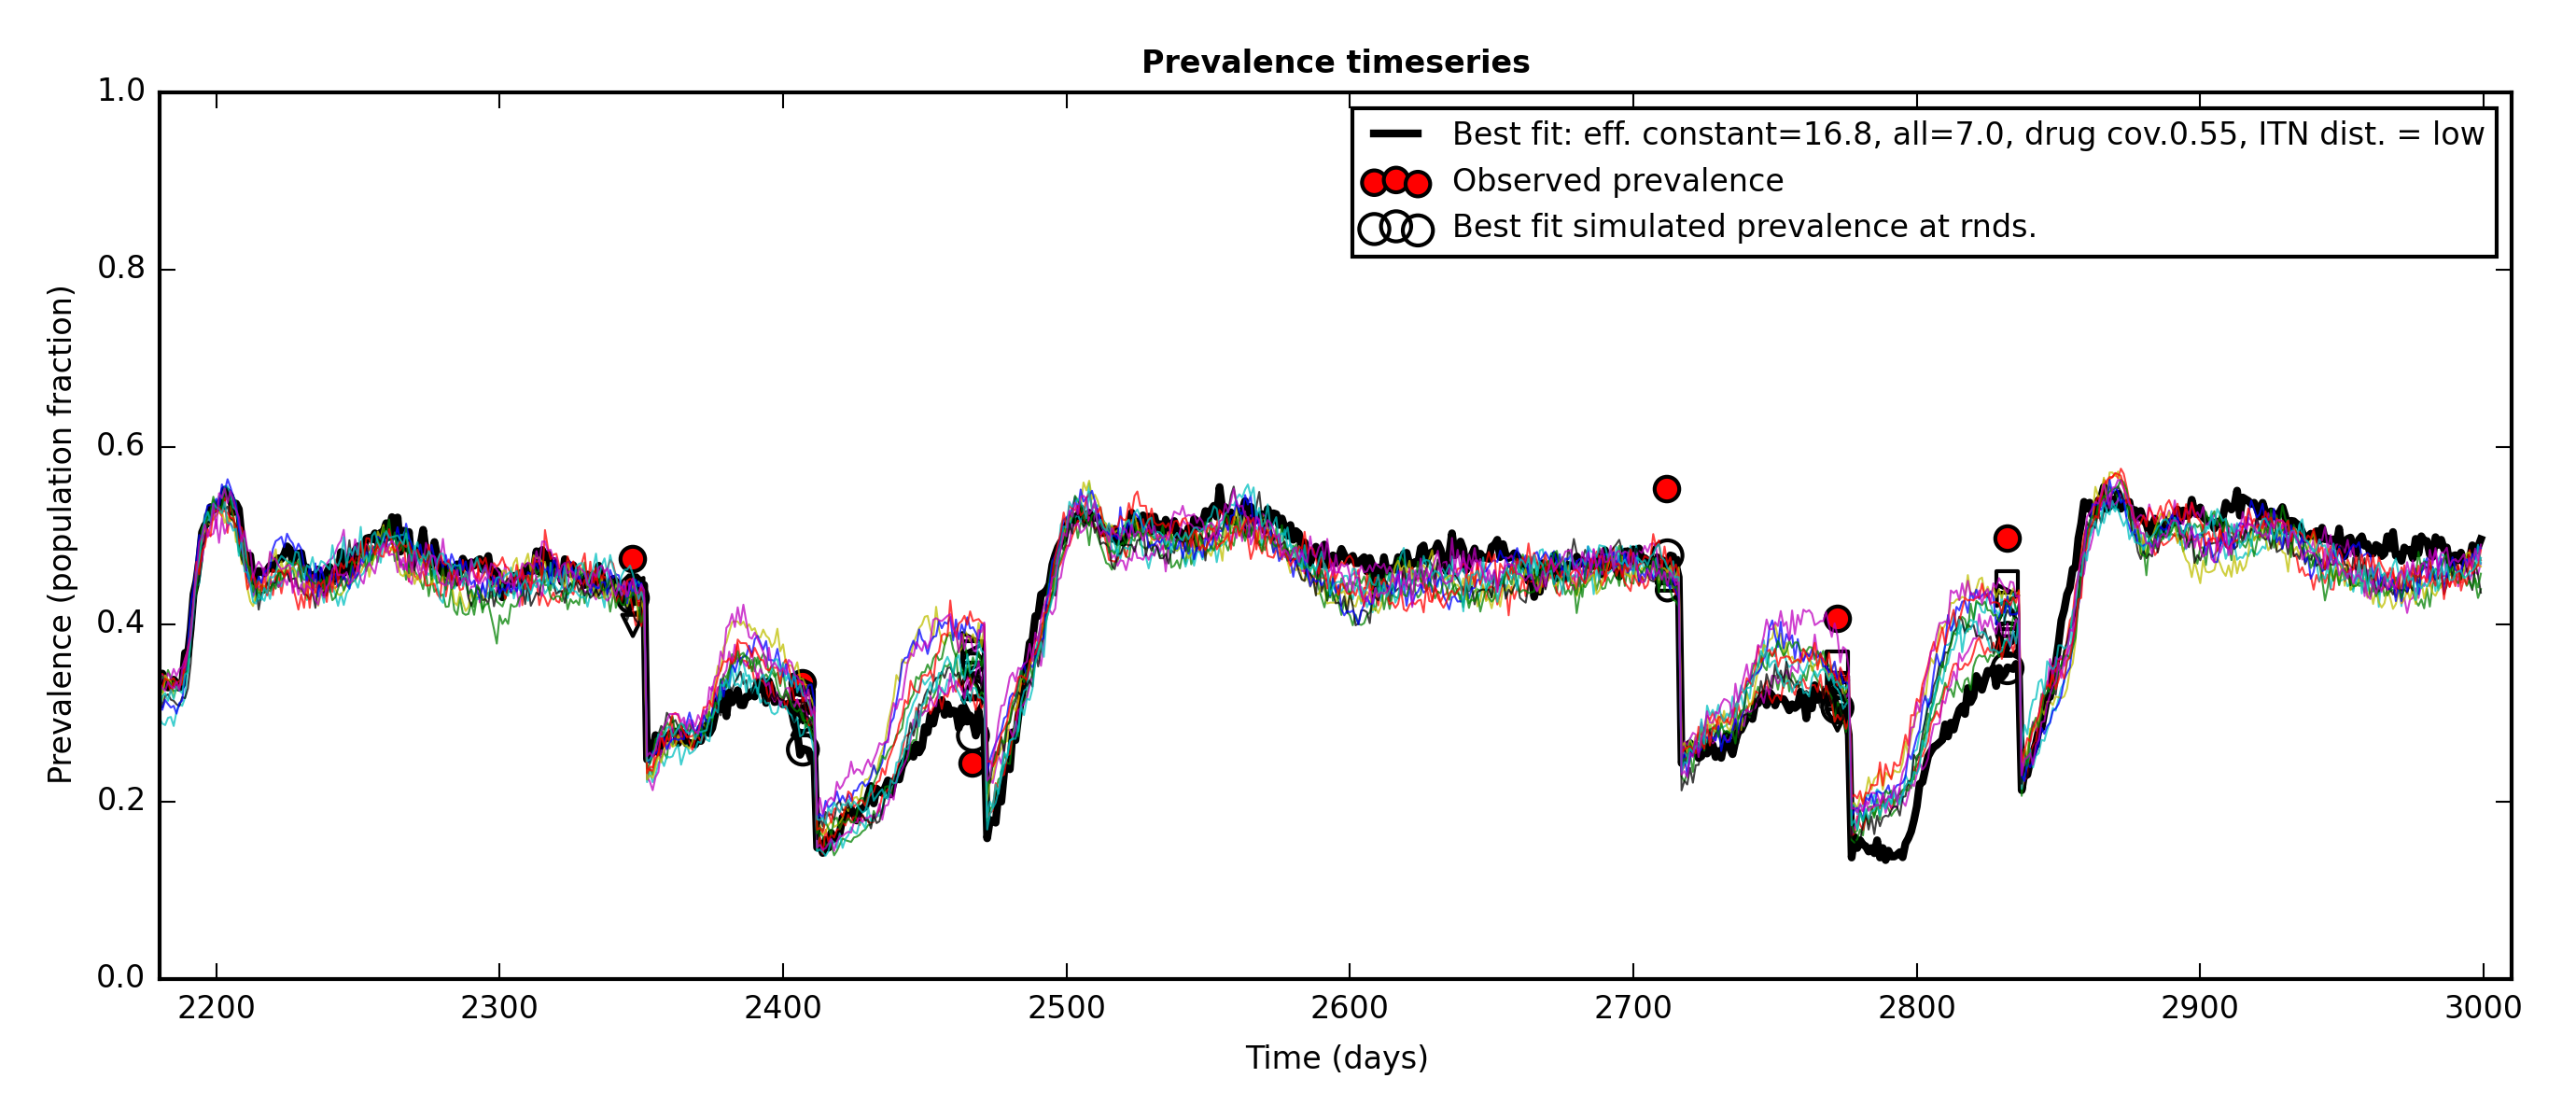 Prevalence timeseries
1.0
0.8
0.6
0.4
0.2
0.0
Prevalence (population fraction)
Best fit: eff. constant=16.8, all=7.0, drug cov.0.55, ITN dist. = low
Observed prevalence
Best fit simulated prevalence at rnds.
2200 2300 2400 2500 2600 2700 2800 2900 3000
Time (days)